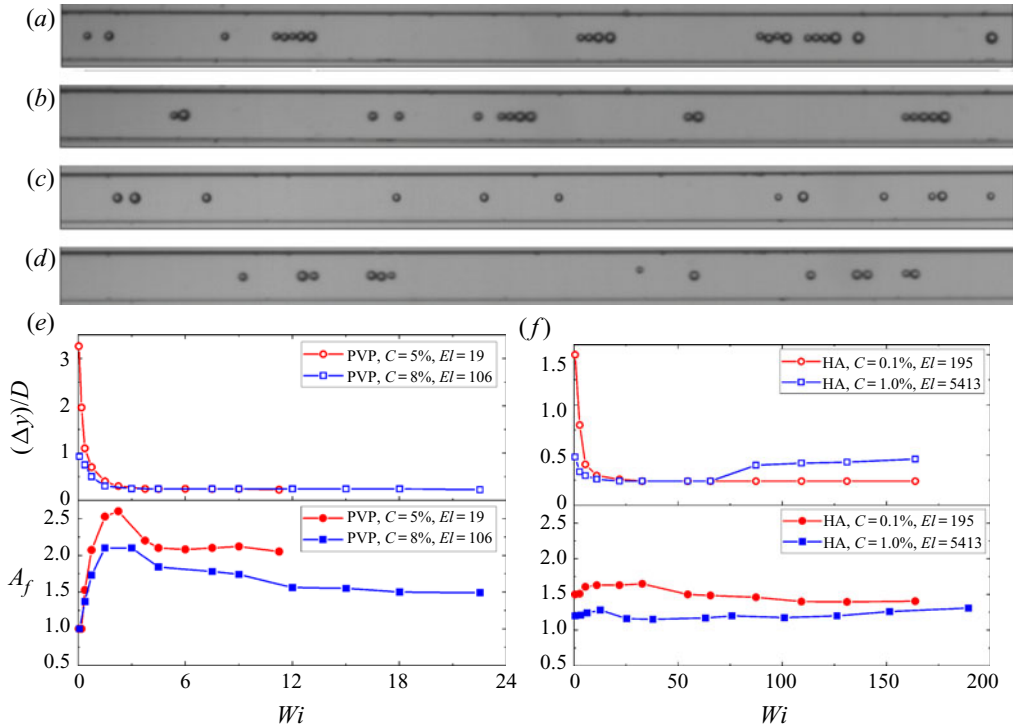 (a)
(b)
(c)
(d)
(e)
(f)
3
2
1
0
(Δy)/D
PVP, C = 5%, El = 19
PVP, C = 8%, El = 106
1.5
1.0
0.5
0
HA, C = 0.1%, El = 195
HA, C = 1.0%, El = 5413
2.5
2.0
1.5
1.0
0.5
A_f
PVP, C = 5%, El = 19
PVP, C = 8%, El = 106
2.5
2.0
1.5
1.0
0.5
HA, C = 0.1%, El = 195
HA, C = 1.0%, El = 5413
0 6 12 18 24
Wi
0 50 100 150 200
Wi